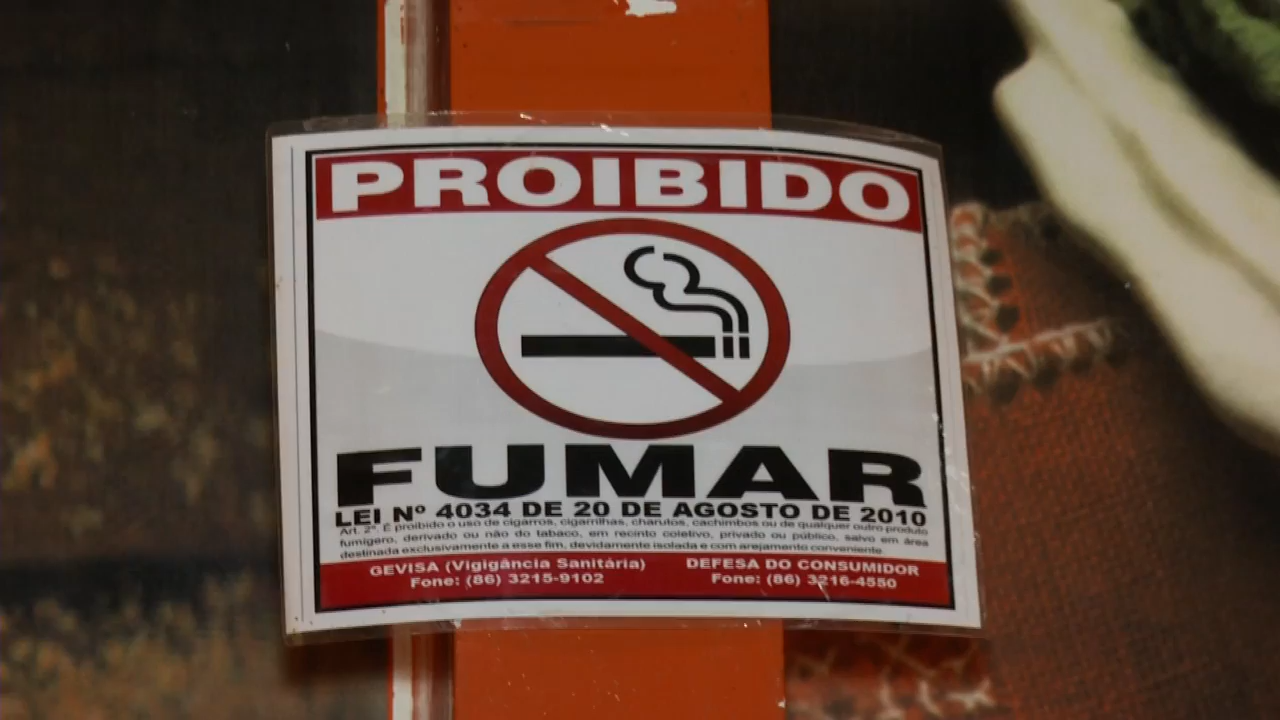 PROIBIDO
FUMAR
LEI Nº 4034 DE 20 DE AGOSTO DE 2010
Art. 2º. É proibido o uso de cigarros, cigarrilhas, charutos, cachimbos ou de qualquer outro produto
fumígero, derivado ou não do tabaco, em recinto coletivo, privado ou público, salvo em área
destinada exclusivamente a esse fim, devidamente isolada e com arejamento conveniente.
GEVISA (Vigigância Sanitária) DEFESA DO CONSUMIDOR
Fone: (86) 3215-9102 Fone: (86) 3216-4550